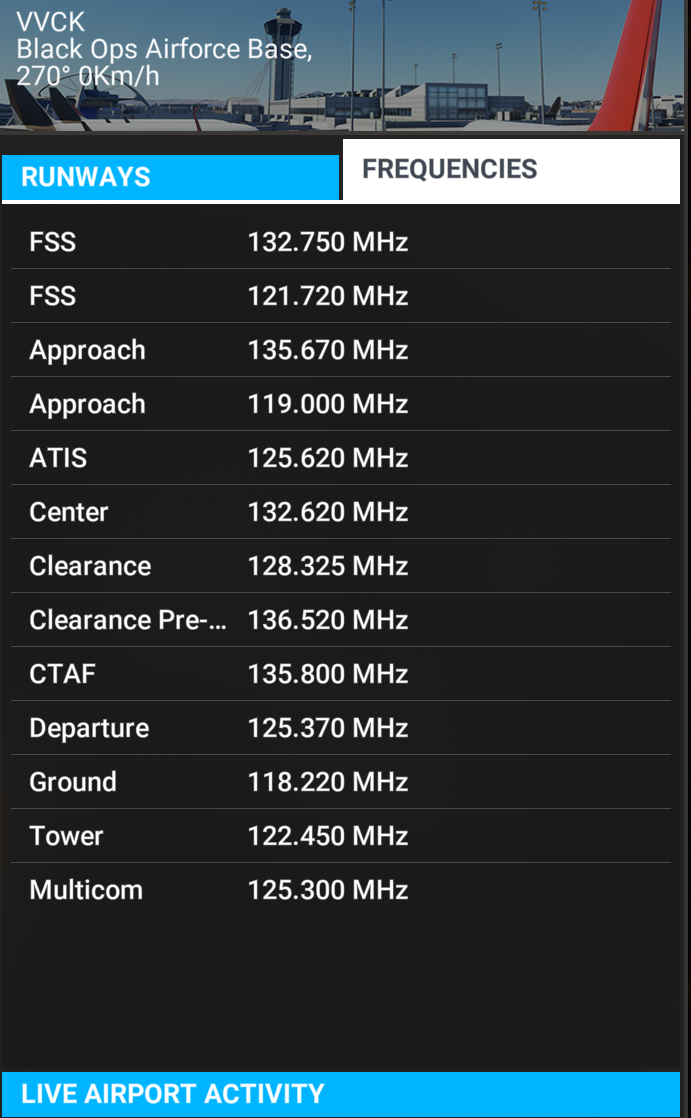 VVCK
Black Ops Airforce Base,
270° 0Km/h
RUNWAYS
FREQUENCIES
FSS 132.750 MHz
FSS 121.720 MHz
Approach 135.670 MHz
Approach 119.000 MHz
ATIS 125.620 MHz
Center 132.620 MHz
Clearance 128.325 MHz
Clearance Pre-... 136.520 MHz
CTAF 135.800 MHz
Departure 125.370 MHz
Ground 118.220 MHz
Tower 122.450 MHz
Multicom 125.300 MHz
LIVE AIRPORT ACTIVITY